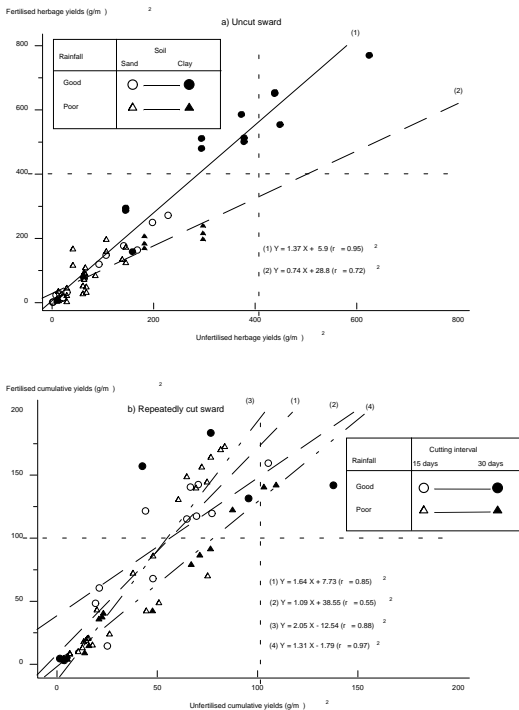 Fertilised herbage yields (g/m ) 2
a) Uncut sward
(1)
800
Rainfall
Soil
Sand Clay
Good
Poor
(2)
600
400
200
(1) Y = 1.37 X + 5.9 (r = 0.95) 2
(2) Y = 0.74 X + 28.8 (r = 0.72) 2
0
0 200 400 600 800
Unfertilised herbage yields (g/m ) 2
Fertilised cumulative yields (g/m ) 2
200
b) Repeatedly cut sward
(3) (1) (2) (4)
Rainfall
Cutting interval
15 days 30 days
Good
Poor
150
100
(1) Y = 1.64 X + 7.73 (r = 0.85) 2
(2) Y = 1.09 X + 38.55 (r = 0.55) 2
50
(3) Y = 2.05 X - 12.54 (r = 0.88) 2
(4) Y = 1.31 X - 1.79 (r = 0.97) 2
0
0 50 100 150 200
Unfertilised cumulative yields (g/m ) 2